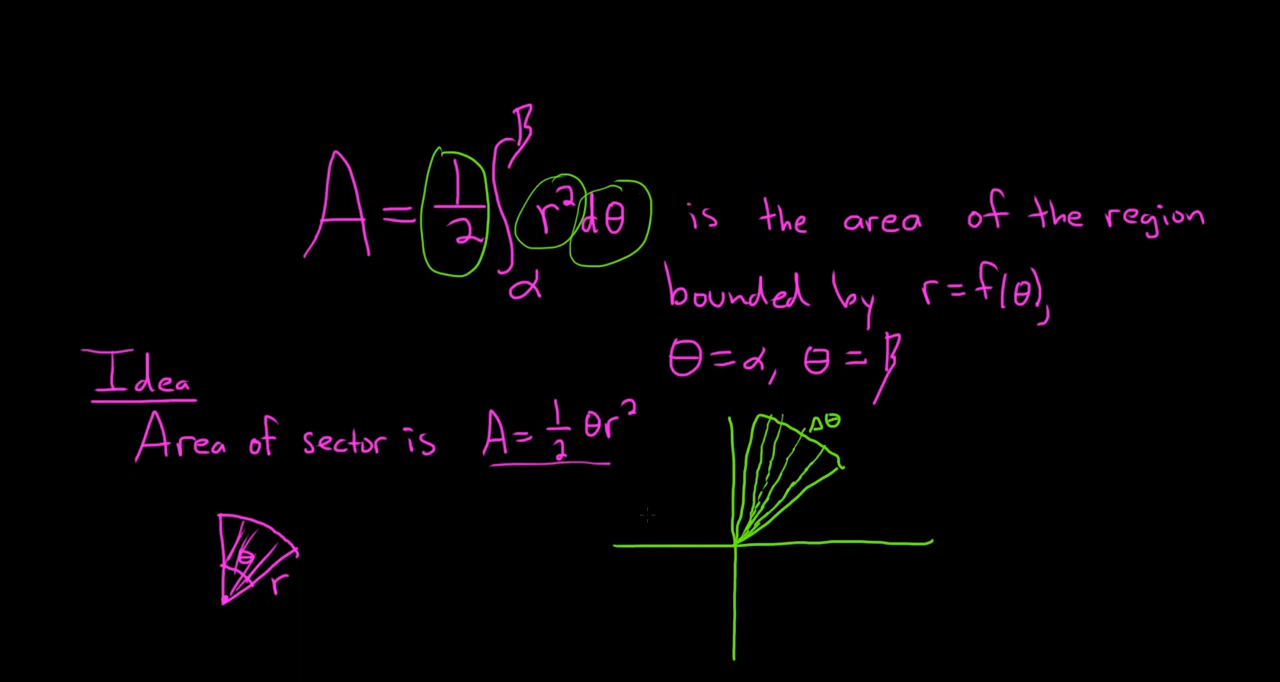 A = 1/2 ∫_α^β r² dθ is the area of the region
bounded by r = f(θ),
θ = α, θ = β
Idea
Area of sector is A = 1/2 θr²
Δθ
θ
r